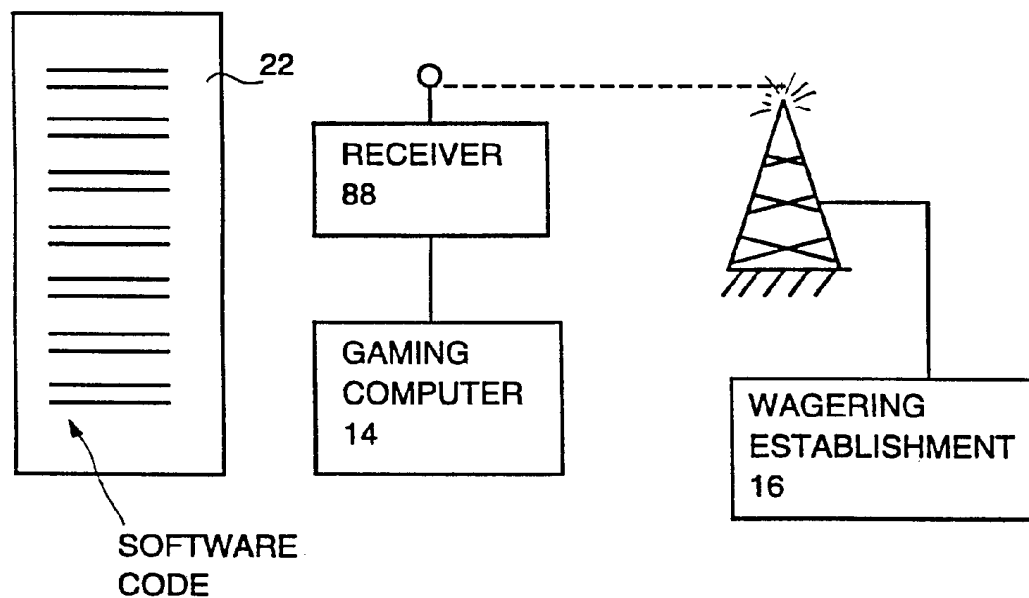 22
RECEIVER
88
GAMING
COMPUTER
14
WAGERING
ESTABLISHMENT
16
SOFTWARE
CODE